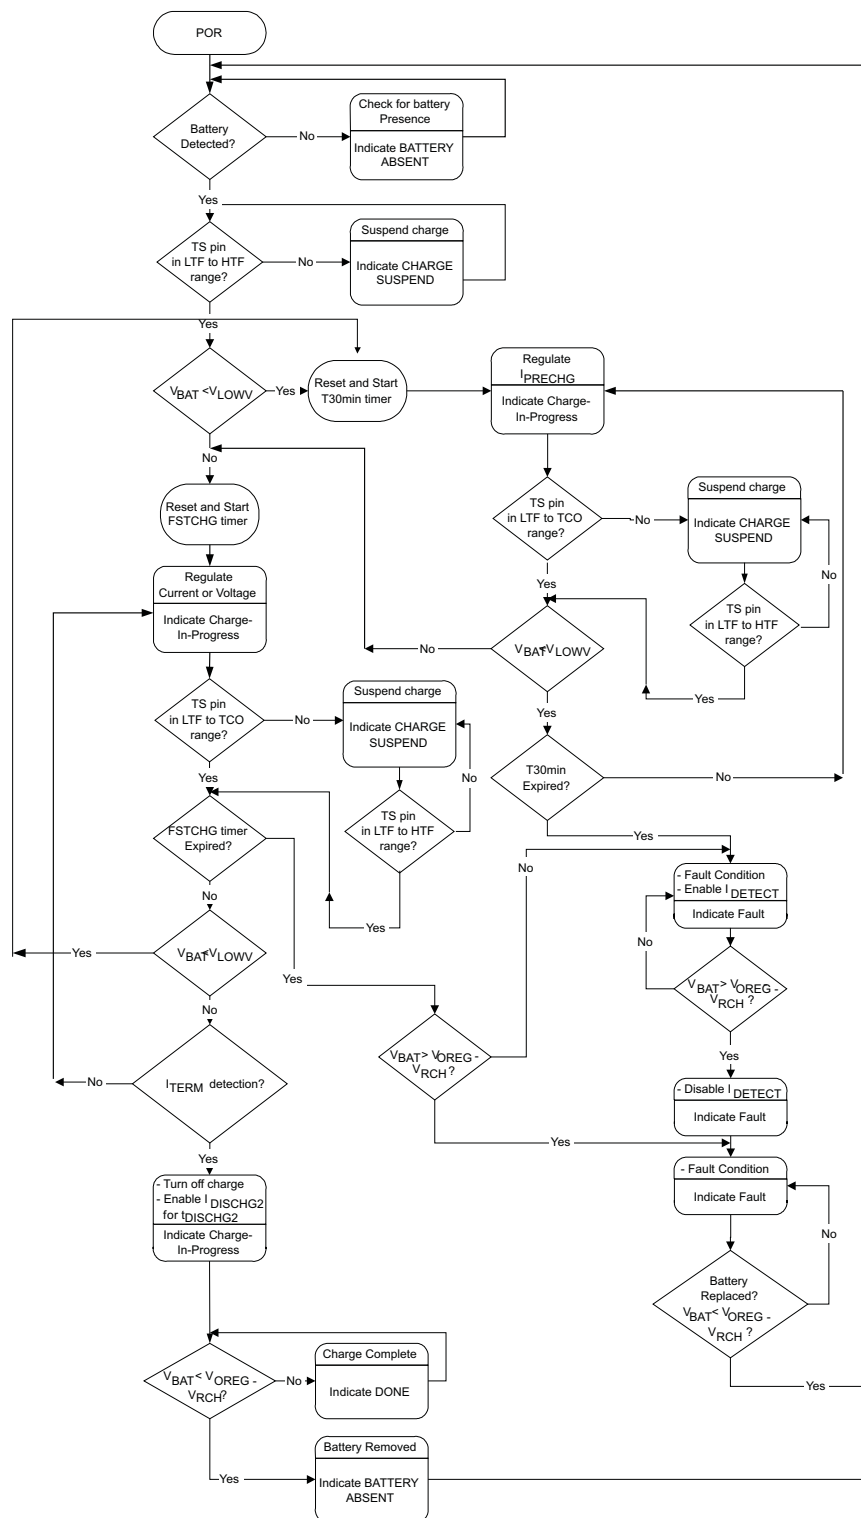 POR
Battery
Detected?
No
Check for battery
Presence
Indicate BATTERY
ABSENT
Yes
TS pin
in LTF to HTF
range?
No
Suspend charge
Indicate CHARGE
SUSPEND
Yes
VBAT <VLOWV
Yes
Reset and Start
T30min timer
Regulate
IPRECHG
Indicate Charge-
In-Progress
No
Reset and Start
FSTCHG timer
TS pin
in LTF to TCO
range?
No
Suspend charge
Indicate CHARGE
SUSPEND
No
Yes
TS pin
in LTF to HTF
range?
Yes
Regulate
Current or Voltage
Indicate Charge-
In-Progress
VBAT<VLOWV
No
Yes
TS pin
in LTF to TCO
range?
No
Suspend charge
Indicate CHARGE
SUSPEND
No
Yes
TS pin
in LTF to HTF
range?
Yes
T30min
Expired?
No
Yes
FSTCHG timer
Expired?
No
Yes
No
- Fault Condition
- Enable IDETECT
Indicate Fault
No
VBAT<VLOWV
Yes
No
VBAT> VOREG -
VRCH ?
VBAT> VOREG -
VRCH ?
Yes
Yes
ITERM detection?
No
Yes
- Disable IDETECT
Indicate Fault
- Turn off charge
- Enable IDISCHG2
for tDISCHG2
Indicate Charge-
In-Progress
- Fault Condition
Indicate Fault
No
Battery
Replaced?
VBAT< VOREG -
VRCH ?
Yes
VBAT< VOREG -
VRCH?
No
Charge Complete
Indicate DONE
Yes
Battery Removed
Indicate BATTERY
ABSENT